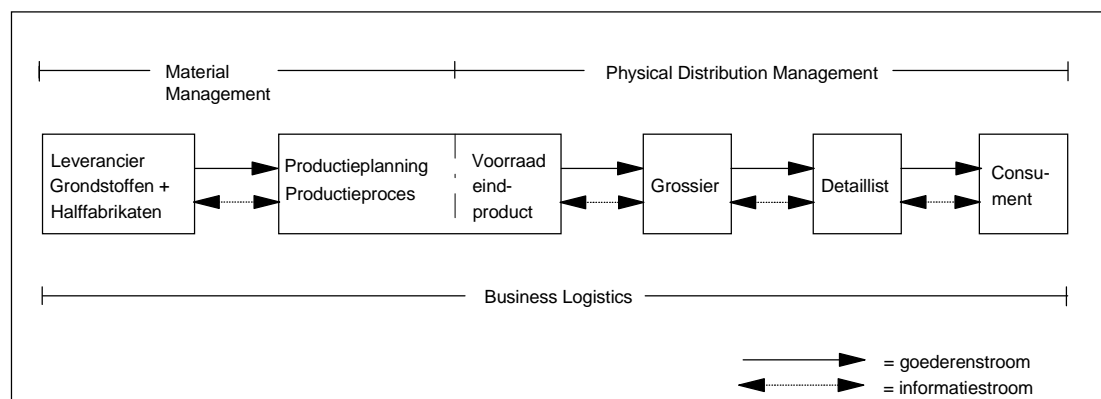 Material
Management
Physical Distribution Management
Leverancier
Grondstoffen +
Halffabrikaten
Productieplanning
Productieproces
Voorraad
eind-
product
Grossier
Detaillist
Consu-
ment
Business Logistics
= goederenstroom
= informatiestroom